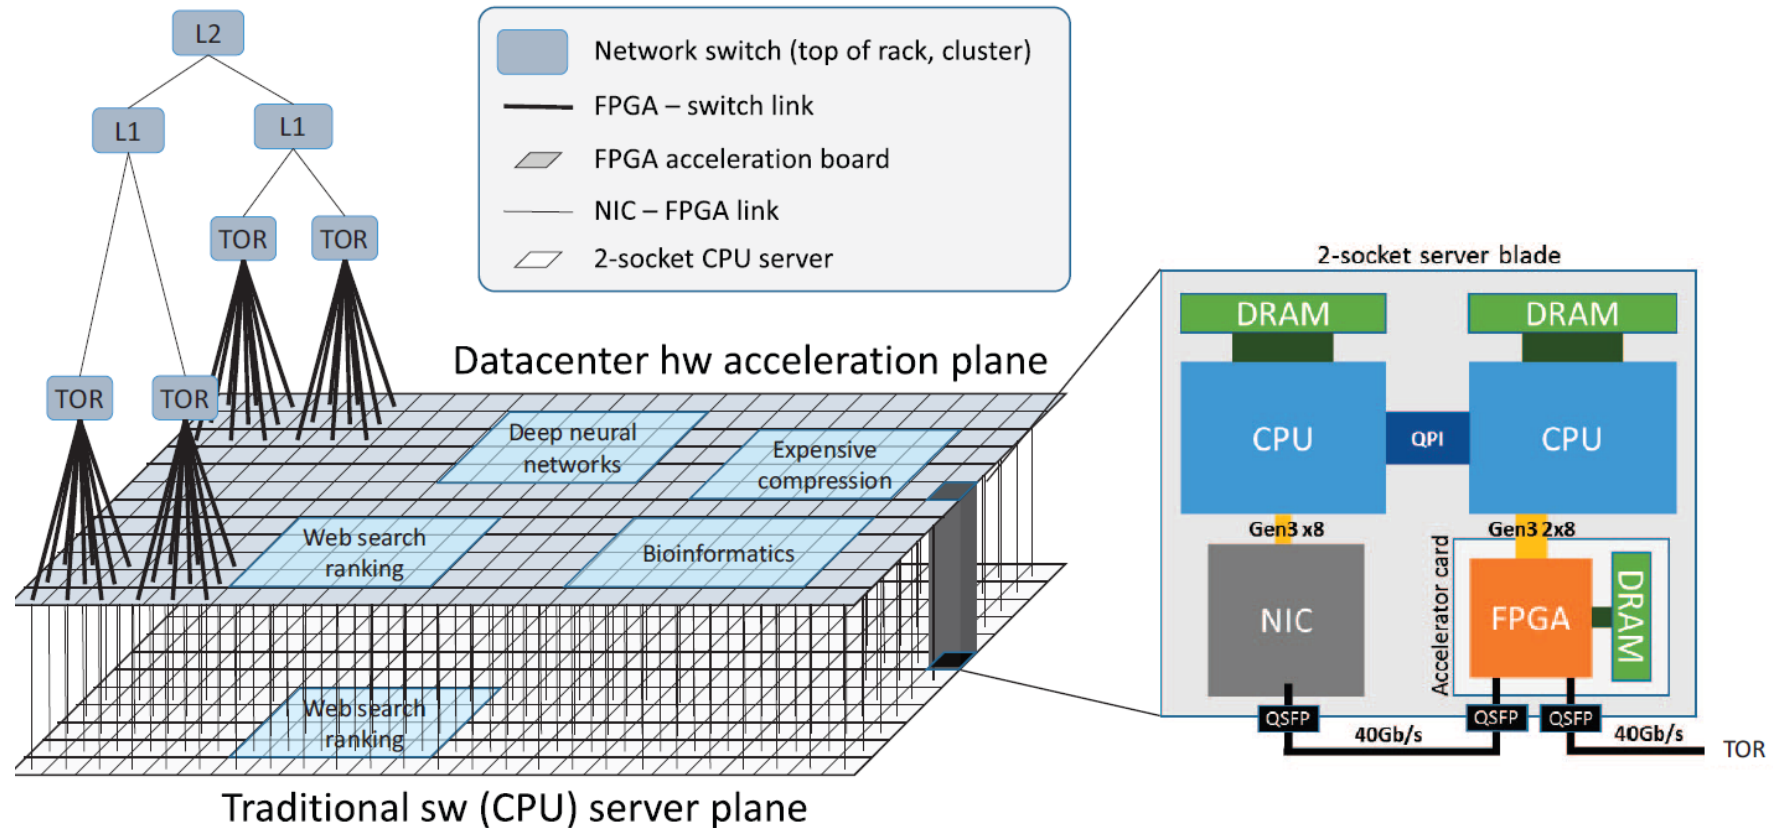 L2
L1
L1
TOR
TOR
TOR
TOR
Network switch (top of rack, cluster)
FPGA – switch link
FPGA acceleration board
NIC – FPGA link
2-socket CPU server
Datacenter hw acceleration plane
Deep neural
networks
Expensive
compression
Web search
ranking
Bioinformatics
Web search
ranking
Traditional sw (CPU) server plane
2-socket server blade
DRAM
DRAM
CPU
QPI
CPU
Gen3 x8
Gen3 2x8
Accelerator card
NIC
FPGA
DRAM
QSFP
QSFP
QSFP
40Gb/s
40Gb/s
TOR